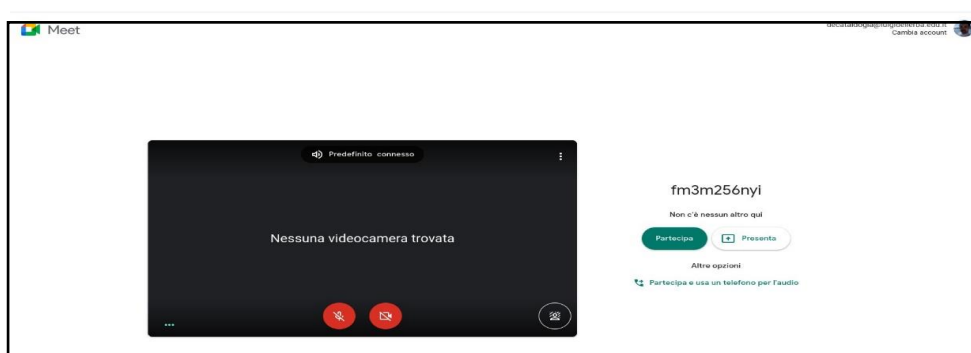 Meet
Cambia account
Predefinito connesso
Nessuna videocamera trovata
fm3m256nyi
Non c'è nessun altro qui
Partecipa
Presenta
Altre opzioni
Partecipa e usa un telefono per l'audio